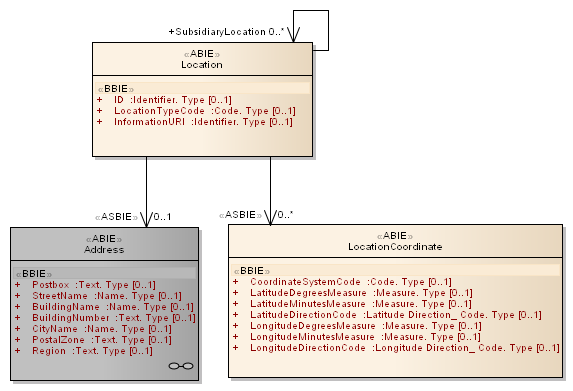 +SubsidiaryLocation 0..*
«ABIE»
Location
«BBIE»
+ ID :Identifier. Type [0..1]
+ LocationTypeCode :Code. Type [0..1]
+ InformationURI :Identifier. Type [0..1]
«ASBIE» 0..1
«ASBIE» 0..*
«ABIE»
Address
«BBIE»
+ Postbox :Text. Type [0..1]
+ StreetName :Name. Type [0..1]
+ BuildingName :Name. Type [0..1]
+ BuildingNumber :Text. Type [0..1]
+ CityName :Name. Type [0..1]
+ PostalZone :Text. Type [0..1]
+ Region :Text. Type [0..1]
«ABIE»
LocationCoordinate
«BBIE»
+ CoordinateSystemCode :Code. Type [0..1]
+ LatitudeDegreesMeasure :Measure. Type [0..1]
+ LatitudeMinutesMeasure :Measure. Type [0..1]
+ LatitudeDirectionCode :Latitude Direction_ Code. Type [0..1]
+ LongitudeDegreesMeasure :Measure. Type [0..1]
+ LongitudeMinutesMeasure :Measure. Type [0..1]
+ LongitudeDirectionCode :Longitude Direction_ Code. Type [0..1]